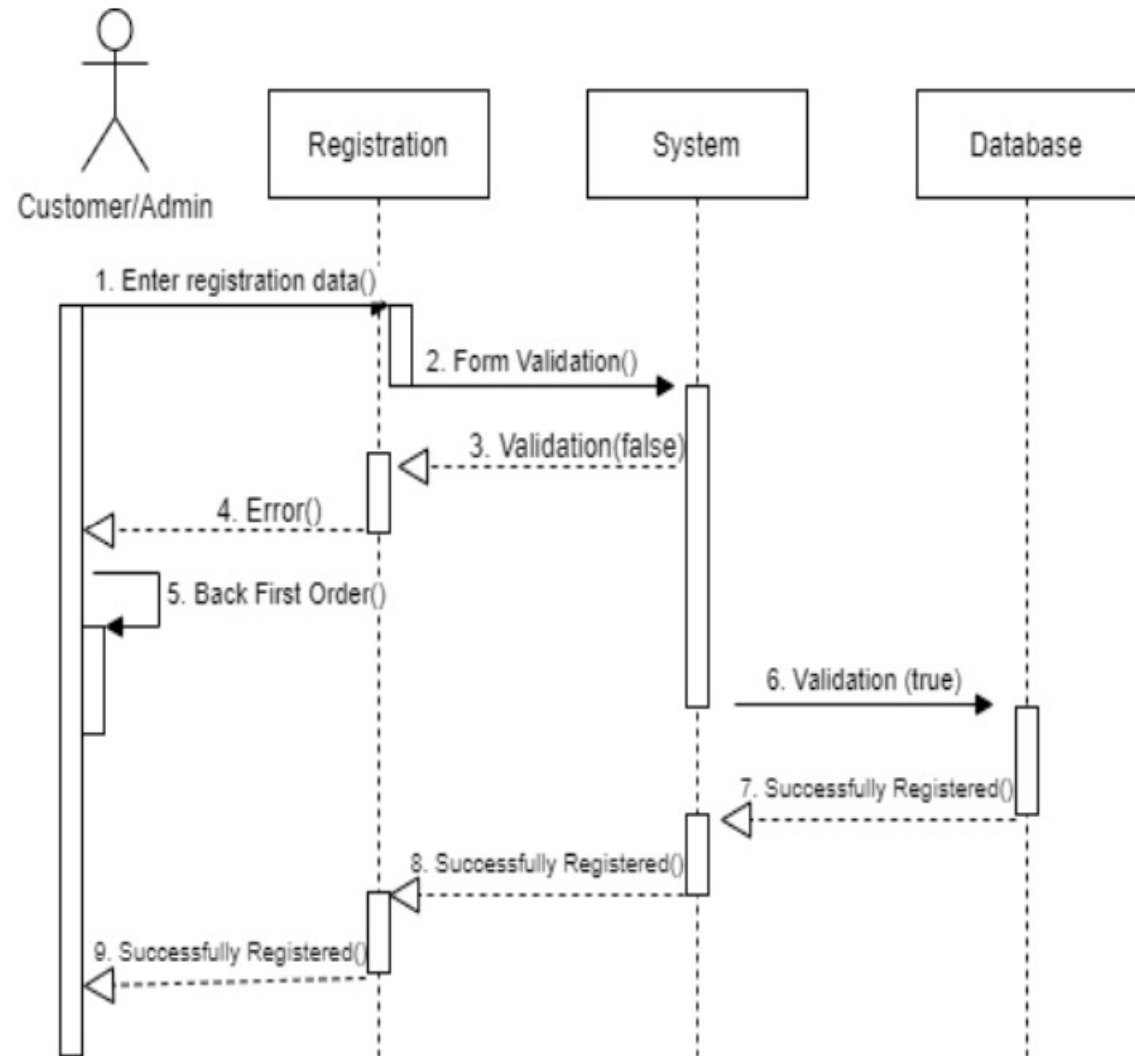 Customer/Admin
Registration
System
Database
1. Enter registration data()
2. Form Validation()
3. Validation(false)
4. Error()
5. Back First Order()
6. Validation (true)
7. Successfully Registered()
8. Successfully Registered()
9. Successfully Registered()